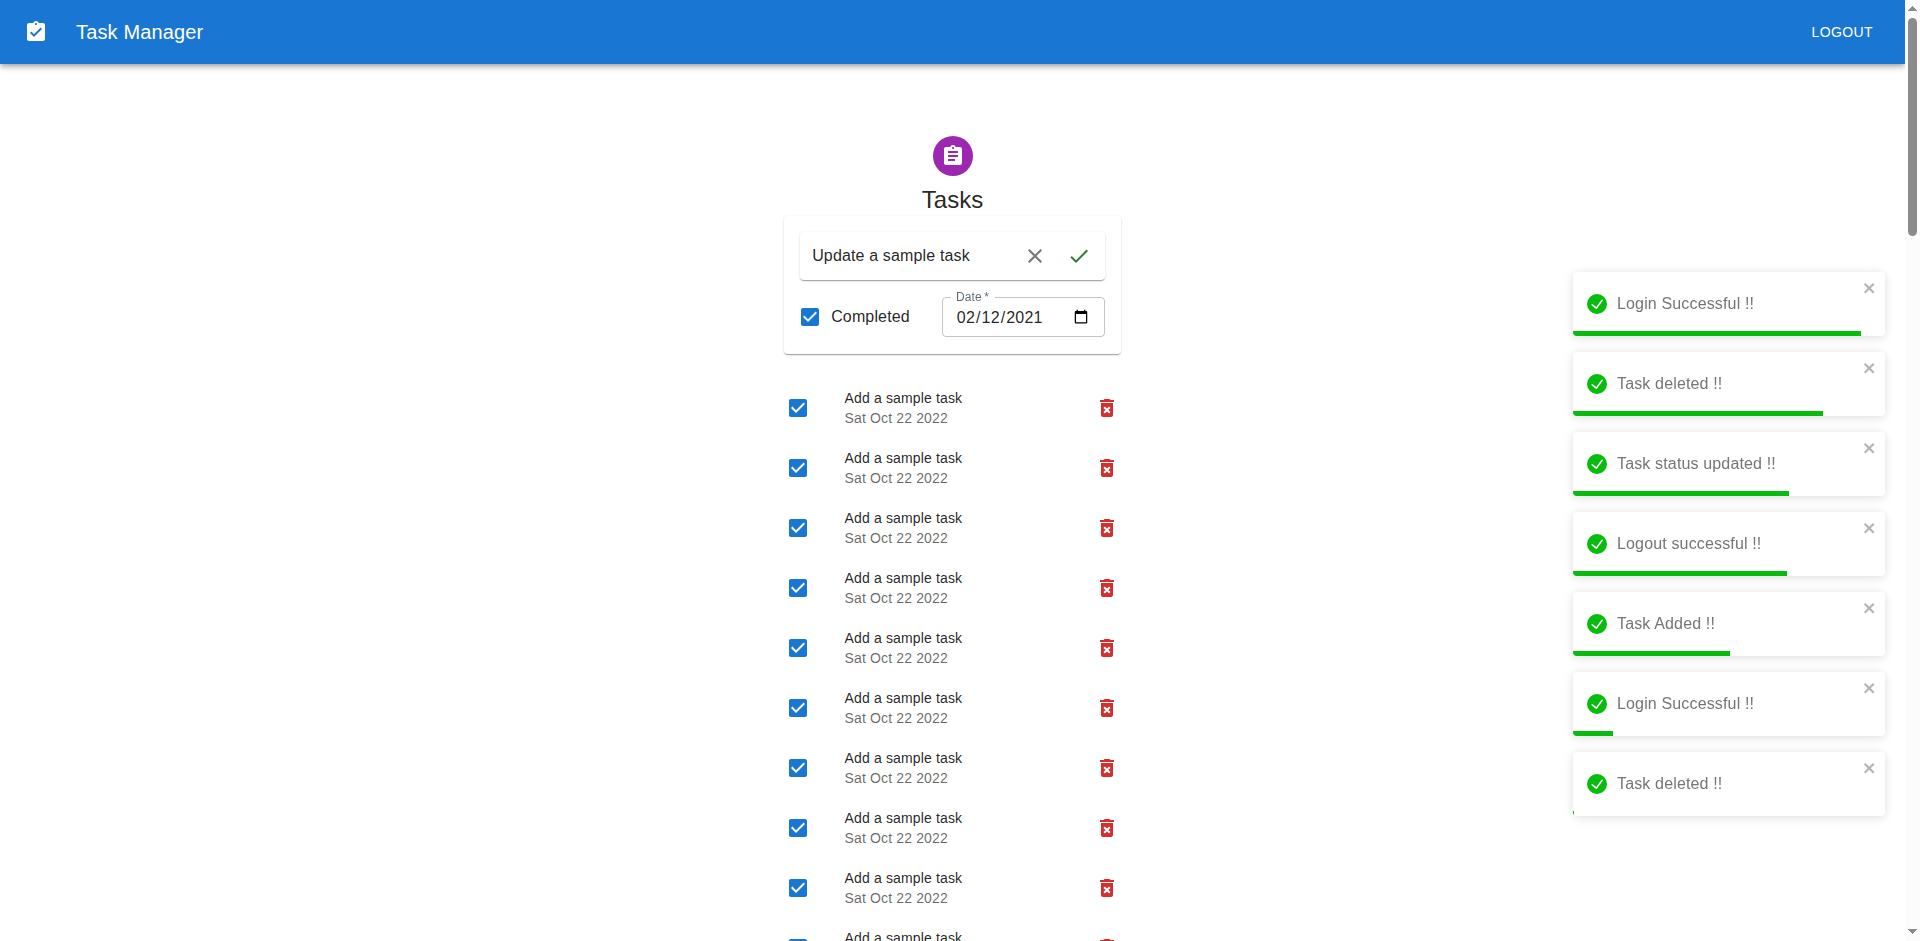 Task Manager
LOGOUT
Tasks
Update a sample task
Date *
Completed
02/12/2021
Add a sample task
Sat Oct 22 2022
Add a sample task
Sat Oct 22 2022
Add a sample task
Sat Oct 22 2022
Add a sample task
Sat Oct 22 2022
Add a sample task
Sat Oct 22 2022
Add a sample task
Sat Oct 22 2022
Add a sample task
Sat Oct 22 2022
Add a sample task
Sat Oct 22 2022
Add a sample task
Sat Oct 22 2022
Add a sample task
Login Successful !!
Task deleted !!
Task status updated !!
Logout successful !!
Task Added !!
Login Successful !!
Task deleted !!